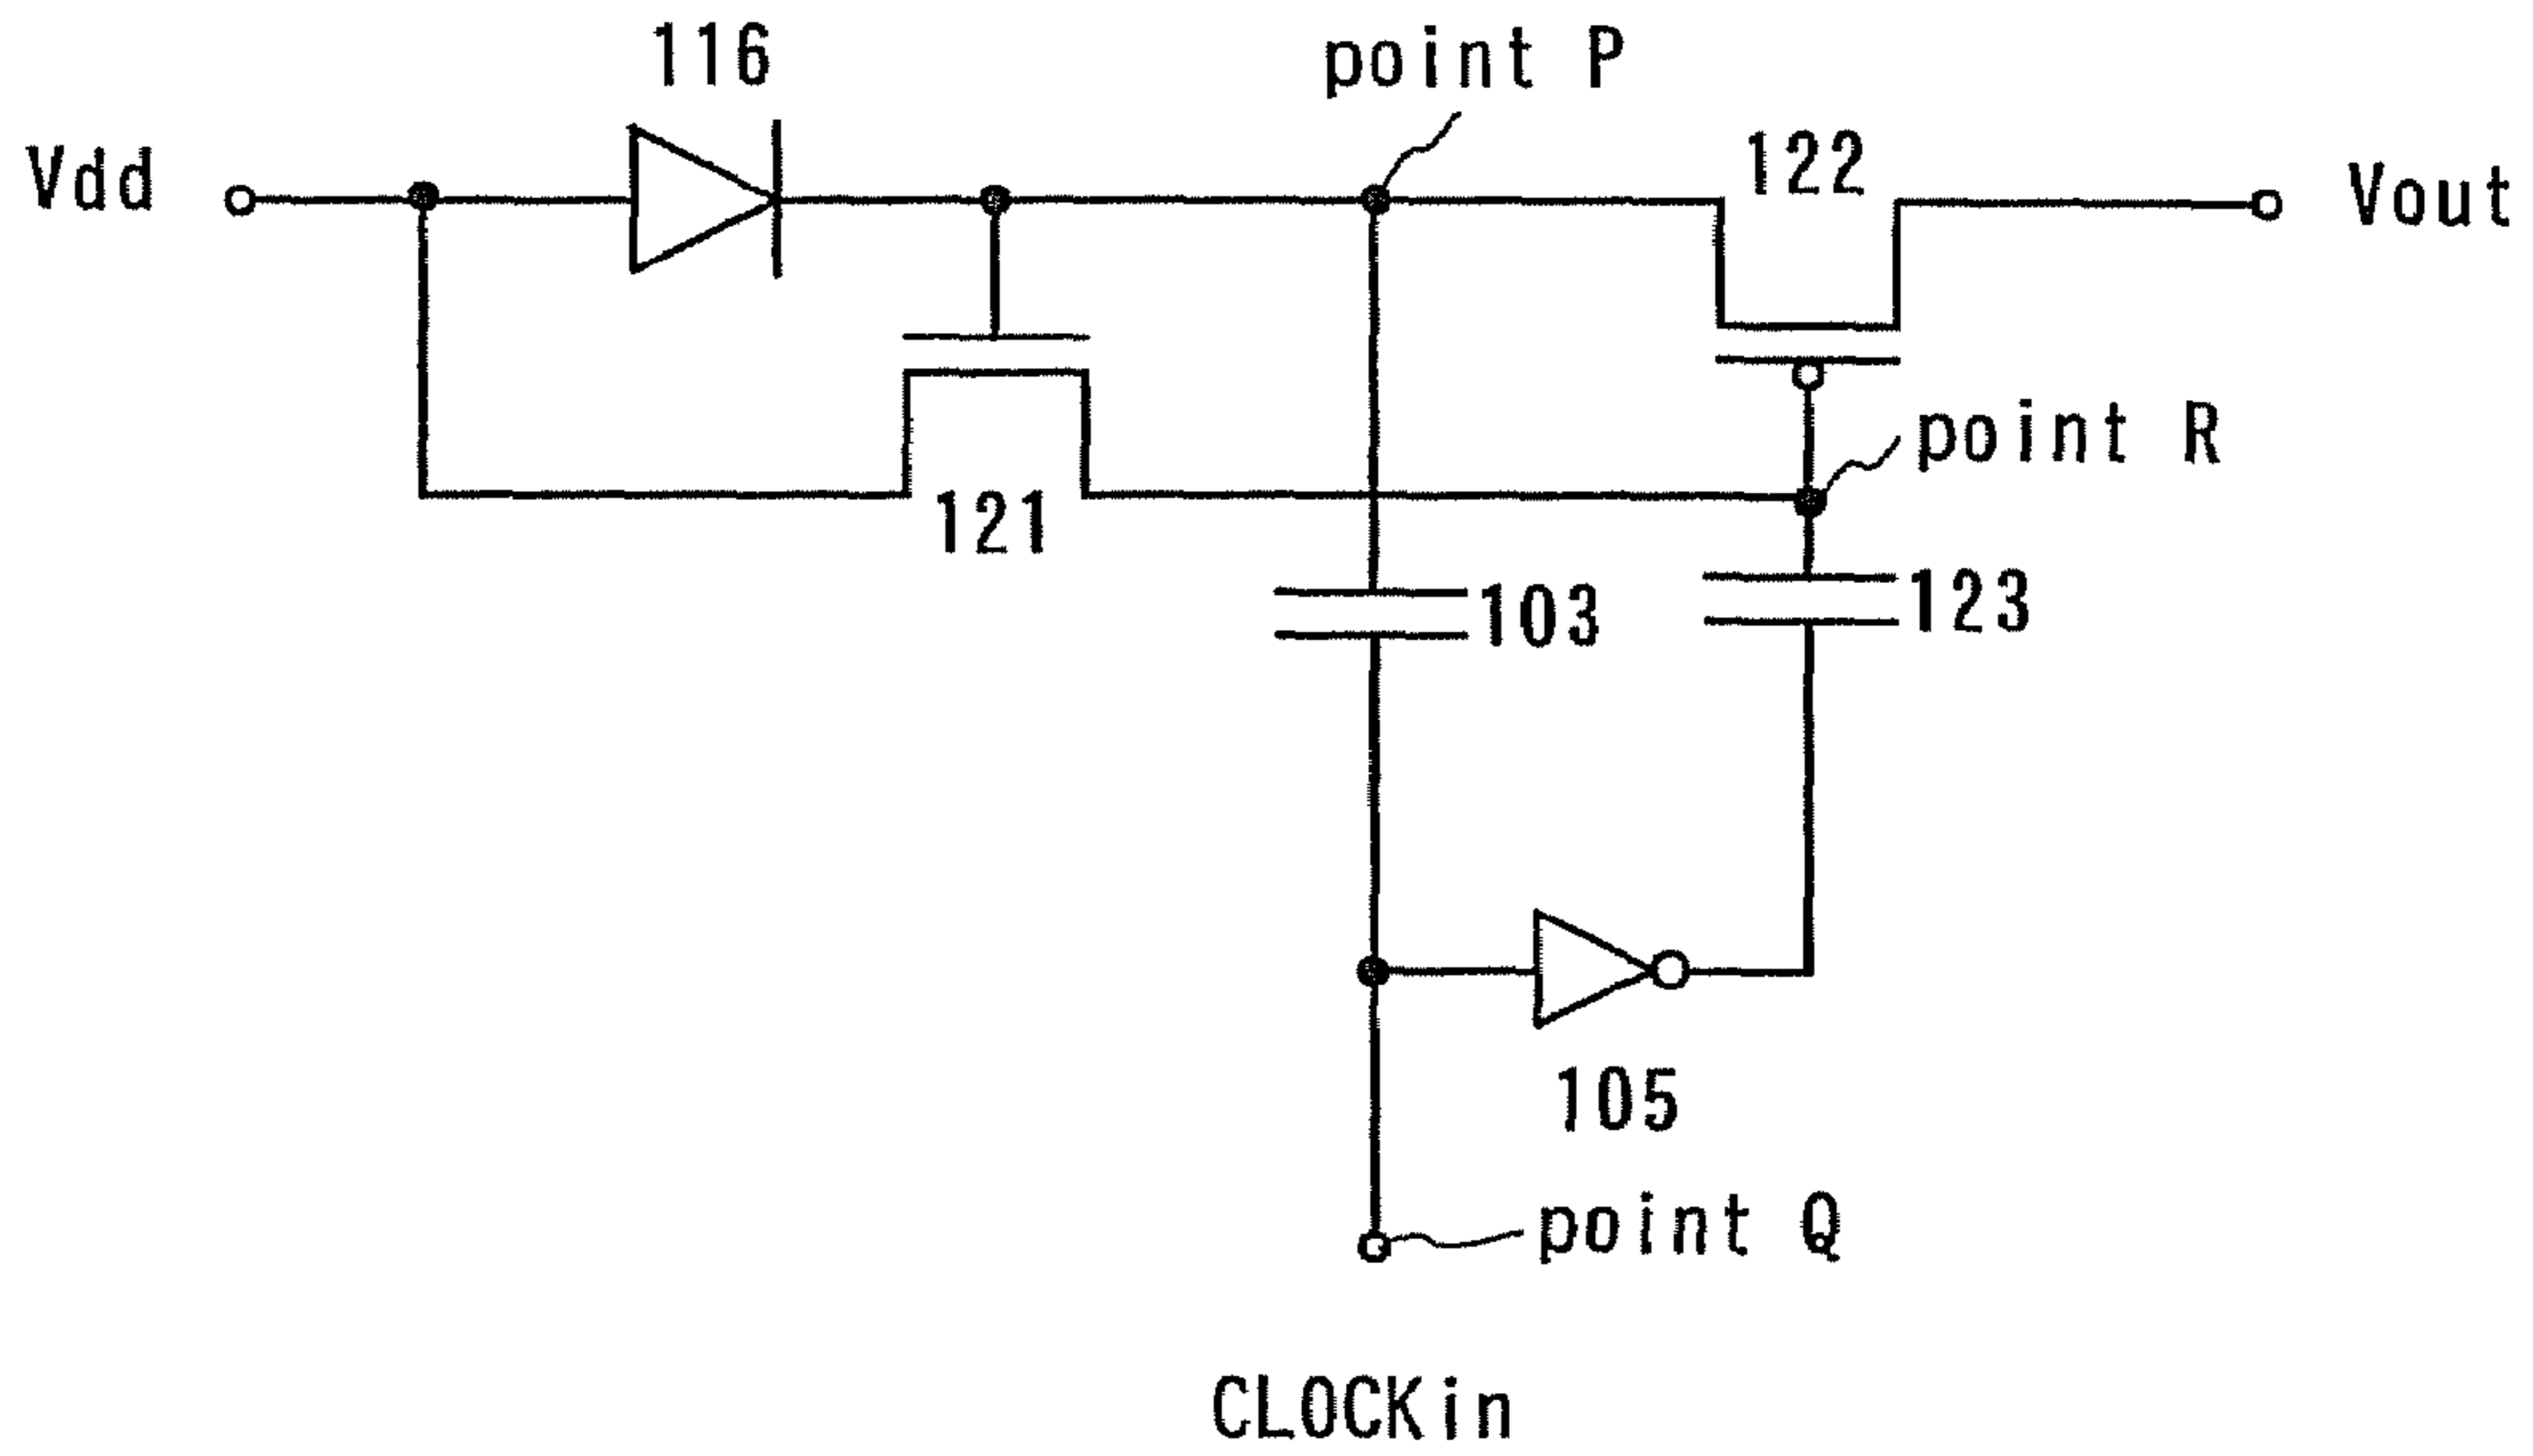 116
point P
Vdd
122
Vout
point R
121
103
123
105
point Q
CLOCKin